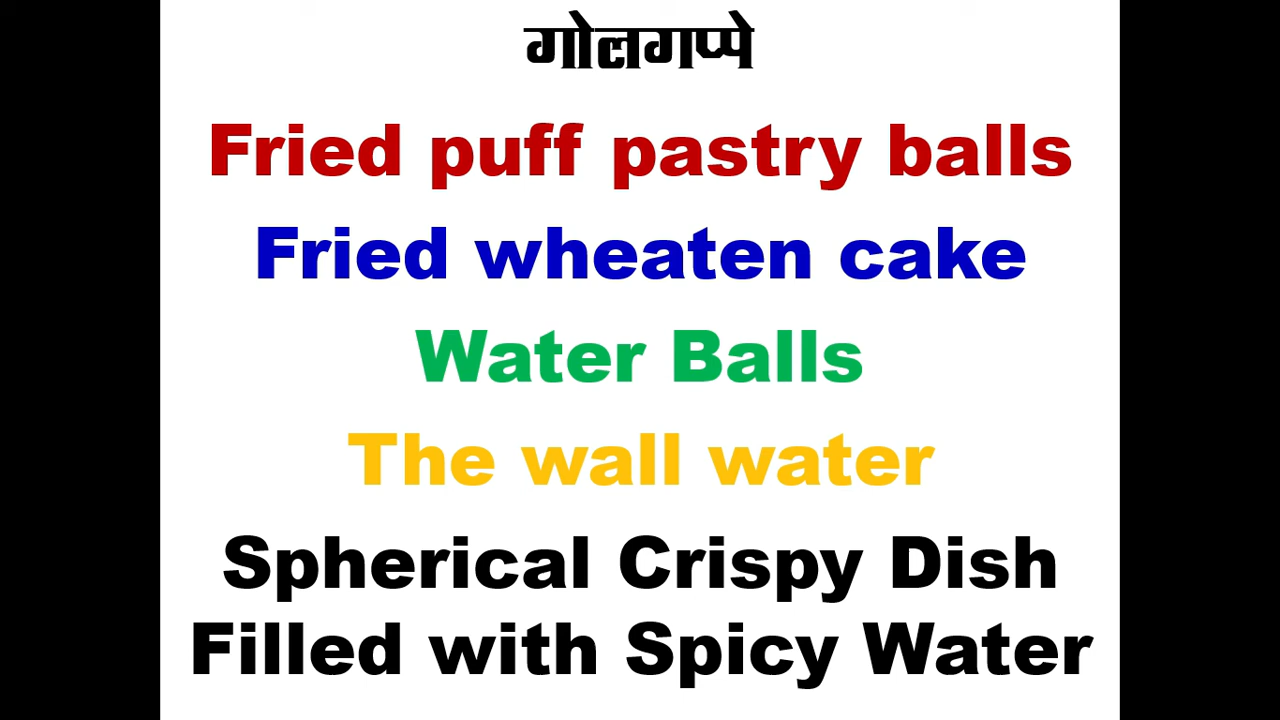 गोलगप्पे
Fried puff pastry balls
Fried wheaten cake
Water Balls
The wall water
Spherical Crispy Dish
Filled with Spicy Water